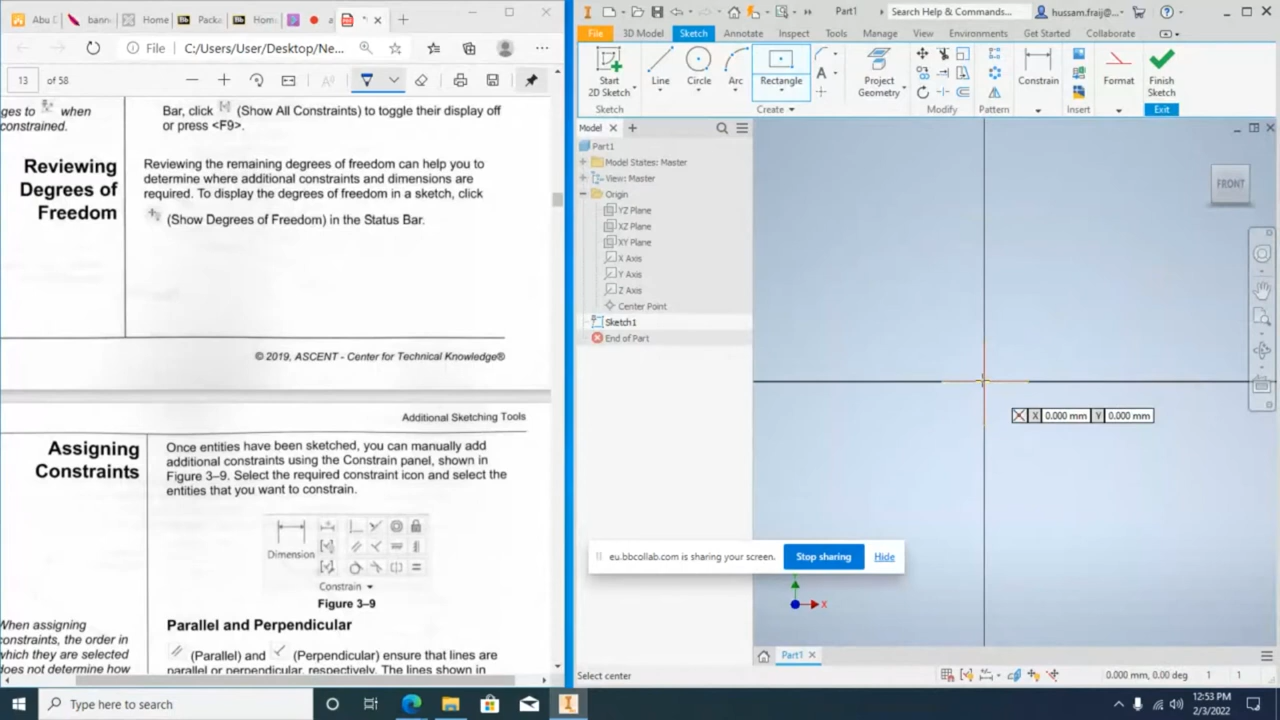 Abu D
bann
Home
Packa
Hom
File
C:/Users/User/Desktop/Ne...
13
of 58
ges to
when
constrained.
Bar, click
(Show All Constraints) to toggle their display off
or press <F9>.
Reviewing
Degrees of
Freedom
Reviewing the remaining degrees of freedom can help you to
determine where additional constraints and dimensions are
required. To display the degrees of freedom in a sketch, click
(Show Degrees of Freedom) in the Status Bar.
© 2019, ASCENT - Center for Technical Knowledge®
Additional Sketching Tools
Assigning
Constraints
Once entities have been sketched, you can manually add
additional constraints using the Constrain panel, shown in
Figure 3–9. Select the required constraint icon and select the
entities that you want to constrain.
Dimension
Constrain
Figure 3–9
Parallel and Perpendicular
When assigning
constraints, the order in
which they are selected
does not determine how
(Parallel) and
(Perpendicular) ensure that lines are
parallel or perpendicular, respectively. The lines shown in
Part1
Search Help & Commands...
hussam.fraij@...
File
3D Model
Sketch
Annotate
Inspect
Tools
Manage
View
Environments
Get Started
Collaborate
Start
2D Sketch
Line
Circle
Arc
Rectangle
Project
Geometry
Constrain
Format
Finish
Sketch
Sketch
Create
Modify
Pattern
Insert
Exit
Model
Part1
Model States: Master
View: Master
Origin
YZ Plane
XZ Plane
XY Plane
X Axis
Y Axis
Z Axis
Center Point
Sketch1
End of Part
FRONT
X
0.000 mm
Y
0.000 mm
eu.bbcollab.com is sharing your screen.
Stop sharing
Hide
X
Part1
Select center
0.000 mm, 0.00 deg
1
1
Type here to search
12:53 PM
2/3/2022